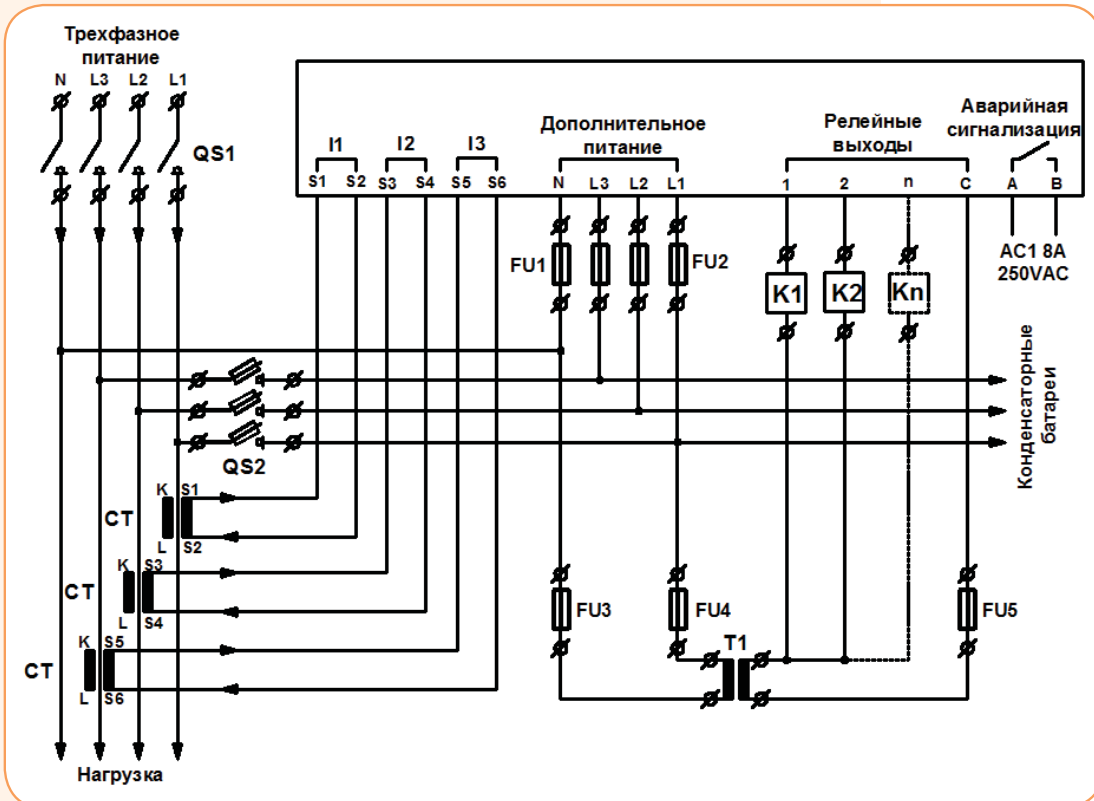 Трехфазное
питание
N L3 L2 L1
QS1
I1 I2 I3
S1 S2 S3 S4 S5 S6
Дополнительное
питание
N L3 L2 L1
Релейные
выходы
1 2 n C
Аварийная
сигнализация
A B
AC1 8A
250VAC
FU1
FU2
K1 K2 Kn
QS2
Конденсаторные
батареи
K S1
CT
L S2
K S3
CT
L S4
K S5
CT
L S6
FU3
FU4
FU5
T1
Нагрузка